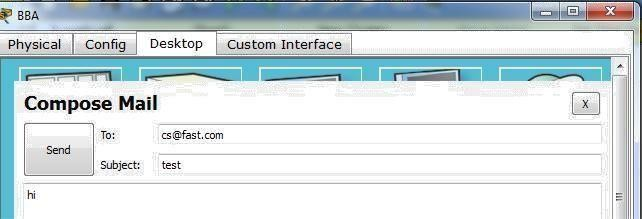 BBA
Physical Config Desktop Custom Interface
Compose Mail X
Send
To: cs@fast.com
Subject: test
hi